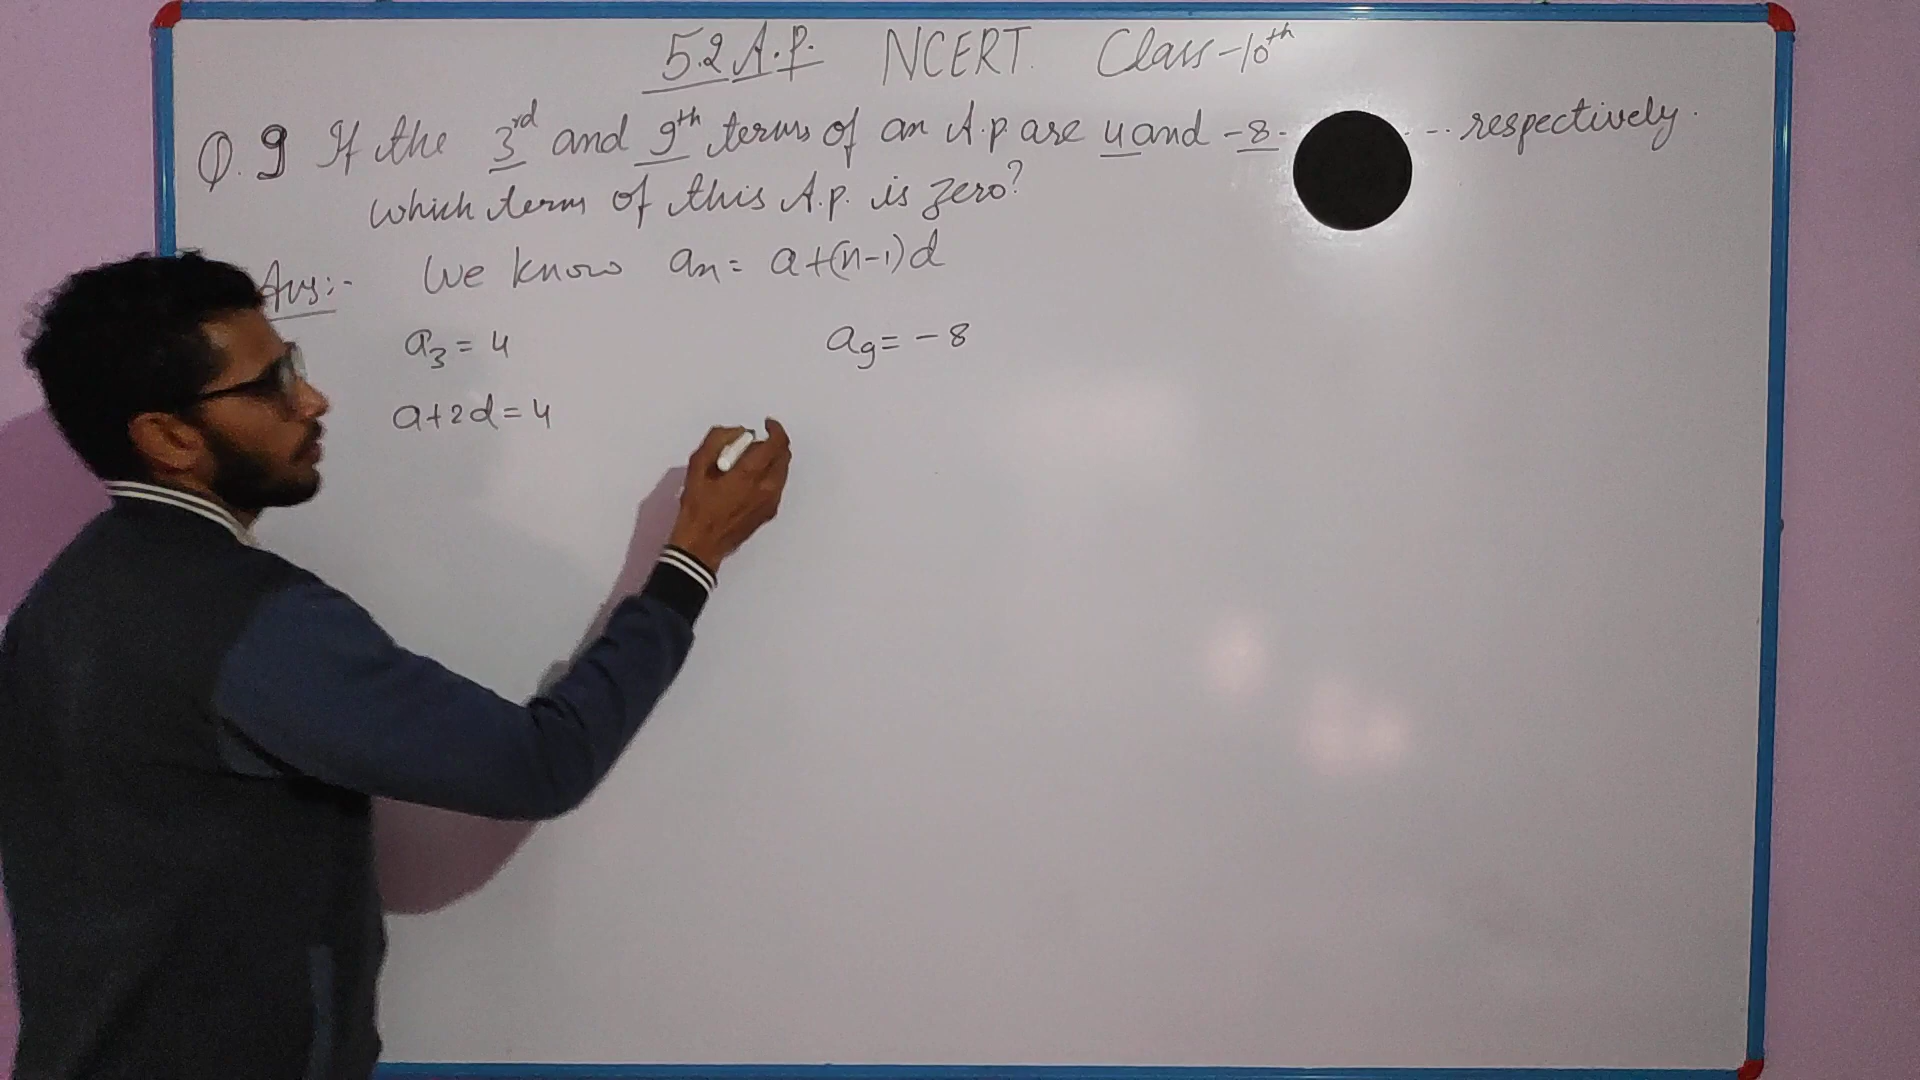 5.2 A.P. NCERT. Class-10th
Q.9 If the 3rd and 9th terms of an A.p. are 4 and -8- --- respectively.
which term of this A.p. is zero?
Ans:- We know an= a+(n-1)d
a3 = 4 a9= -8
a+2d=4